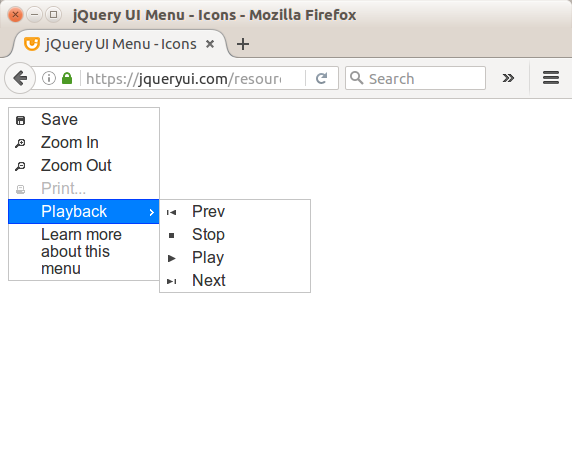 jQuery UI Menu - Icons - Mozilla Firefox
jQuery UI Menu - Icons
https://jqueryui.com/resour
Search
Save
Zoom In
Zoom Out
Print...
Playback
Prev
Learn more
about this
menu
Stop
Play
Next